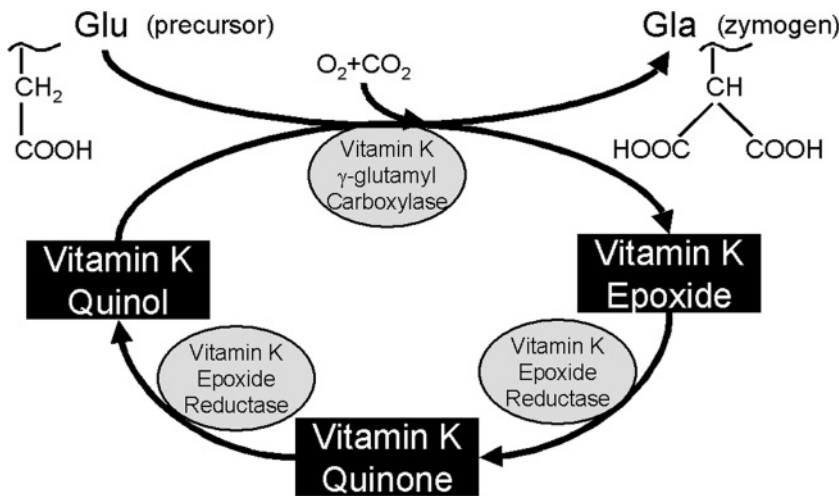 Glu (precursor)
Gla (zymogen)
O₂+CO₂
CH₂
COOH
CH
HOOC
COOH
Vitamin K
γ-glutamyl
Carboxylase
Vitamin K
Quinol
Vitamin K
Epoxide
Vitamin K
Epoxide
Reductase
Vitamin K
Epoxide
Reductase
Vitamin K
Quinone